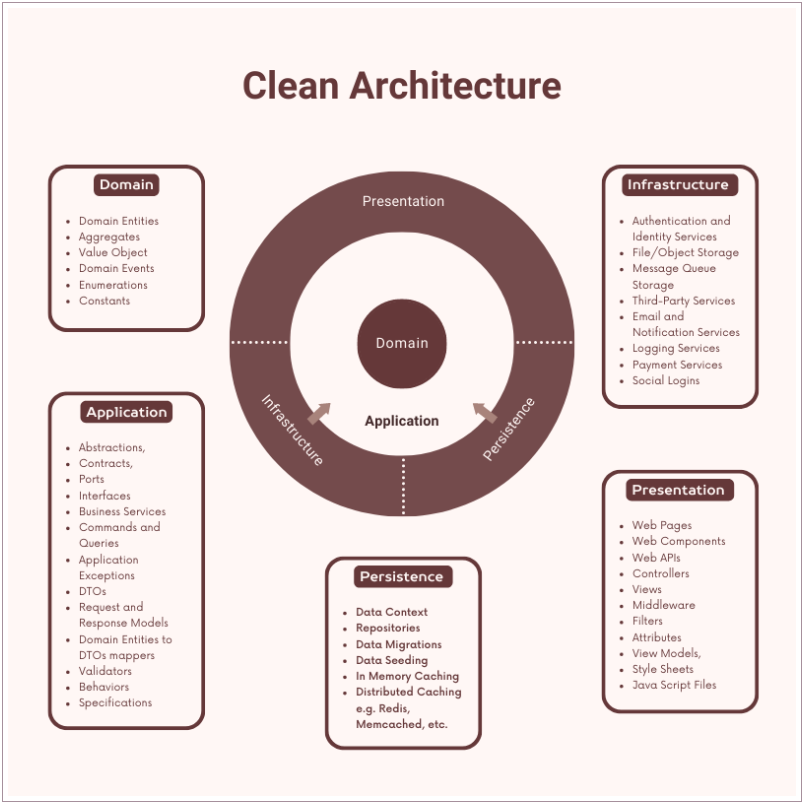 Clean Architecture
Domain
Domain Entities
Aggregates
Value Object
Domain Events
Enumerations
Constants
Application
Abstractions,
Contracts,
Ports
Interfaces
Business Services
Commands and
Queries
Application
Exceptions
DTOs
Request and
Response Models
Domain Entities to
DTOs mappers
Validators
Behaviors
Specifications
Presentation
Domain
Application
Infrastructure
Persistence
Persistence
Data Context
Repositories
Data Migrations
Data Seeding
In Memory Caching
Distributed Caching
e.g. Redis,
Memcached, etc.
Infrastructure
Authentication and
Identity Services
File/Object Storage
Message Queue
Storage
Third-Party Services
Email and
Notification Services
Logging Services
Payment Services
Social Logins
Presentation
Web Pages
Web Components
Web APIs
Controllers
Views
Middleware
Filters
Attributes
View Models,
Style Sheets
Java Script Files